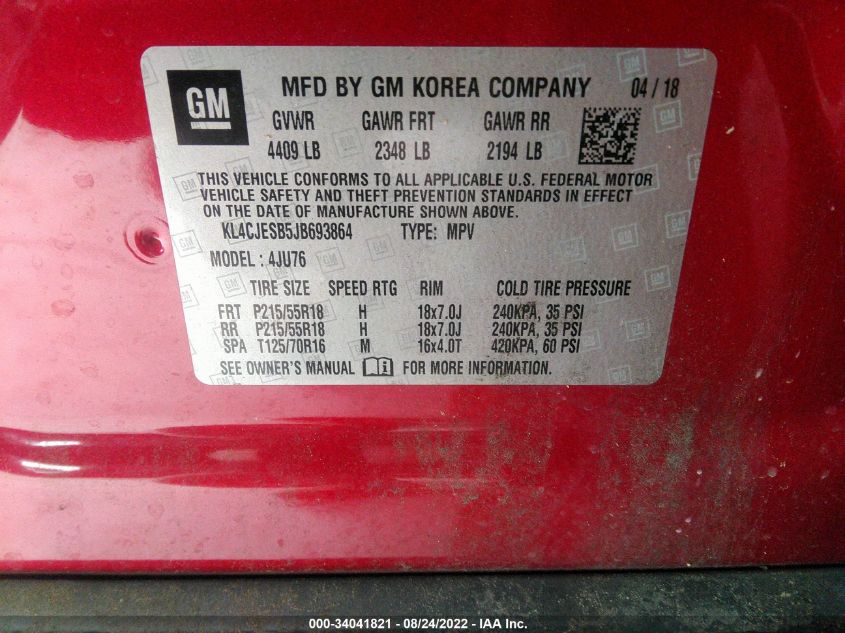 GM
MFD BY GM KOREA COMPANY 04 / 18
GVWR GAWR FRT GAWR RR
4409 LB 2348 LB 2194 LB
THIS VEHICLE CONFORMS TO ALL APPLICABLE U.S. FEDERAL MOTOR
VEHICLE SAFETY AND THEFT PREVENTION STANDARDS IN EFFECT
ON THE DATE OF MANUFACTURE SHOWN ABOVE.
KL4CJESB5JB693864 TYPE: MPV
MODEL : 4JU76
TIRE SIZE SPEED RTG RIM COLD TIRE PRESSURE
FRT P215/55R18 H 18x7.0J 240KPA, 35 PSI
RR P215/55R18 H 18x7.0J 240KPA, 35 PSI
SPA T125/70R16 M 16x4.0T 420KPA, 60 PSI
SEE OWNER'S MANUAL FOR MORE INFORMATION.
000-34041821 - 08/24/2022 - IAA Inc.